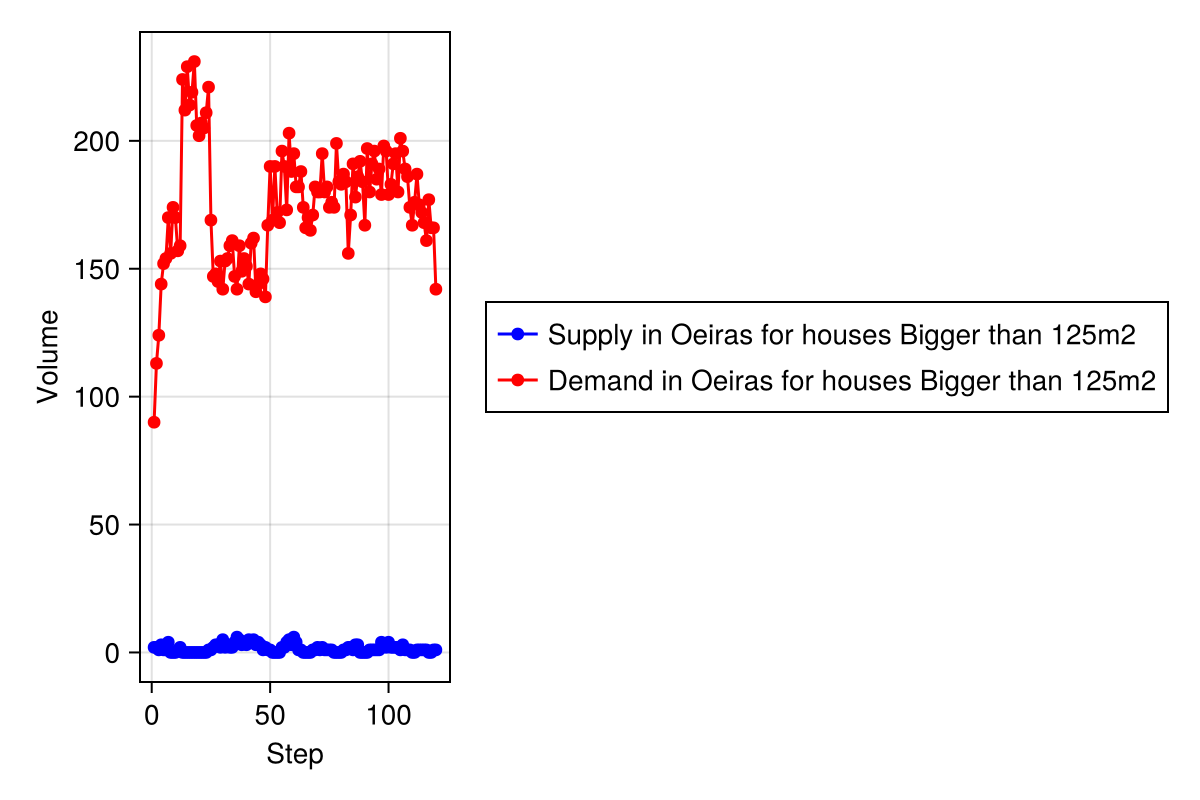 200
150
100
50
0
Volume
0 50 100
Step
Supply in Oeiras for houses Bigger than 125m2
Demand in Oeiras for houses Bigger than 125m2